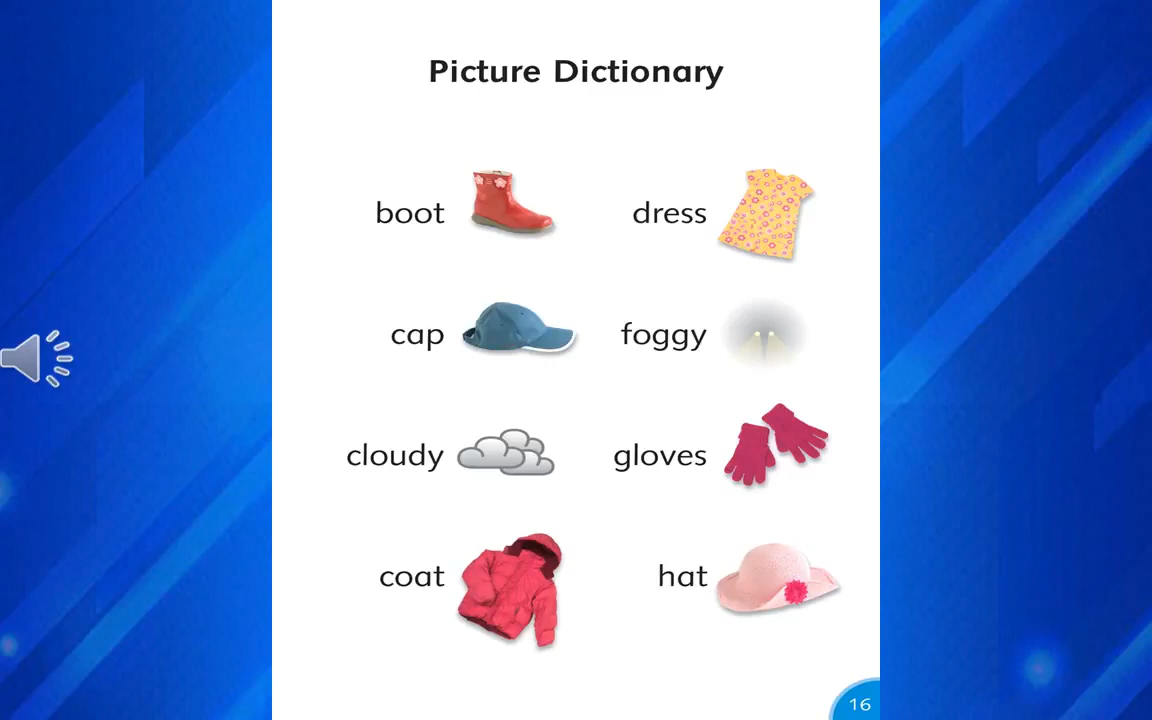 Picture Dictionary
boot
dress
cap
foggy
cloudy
gloves
coat
hat
16